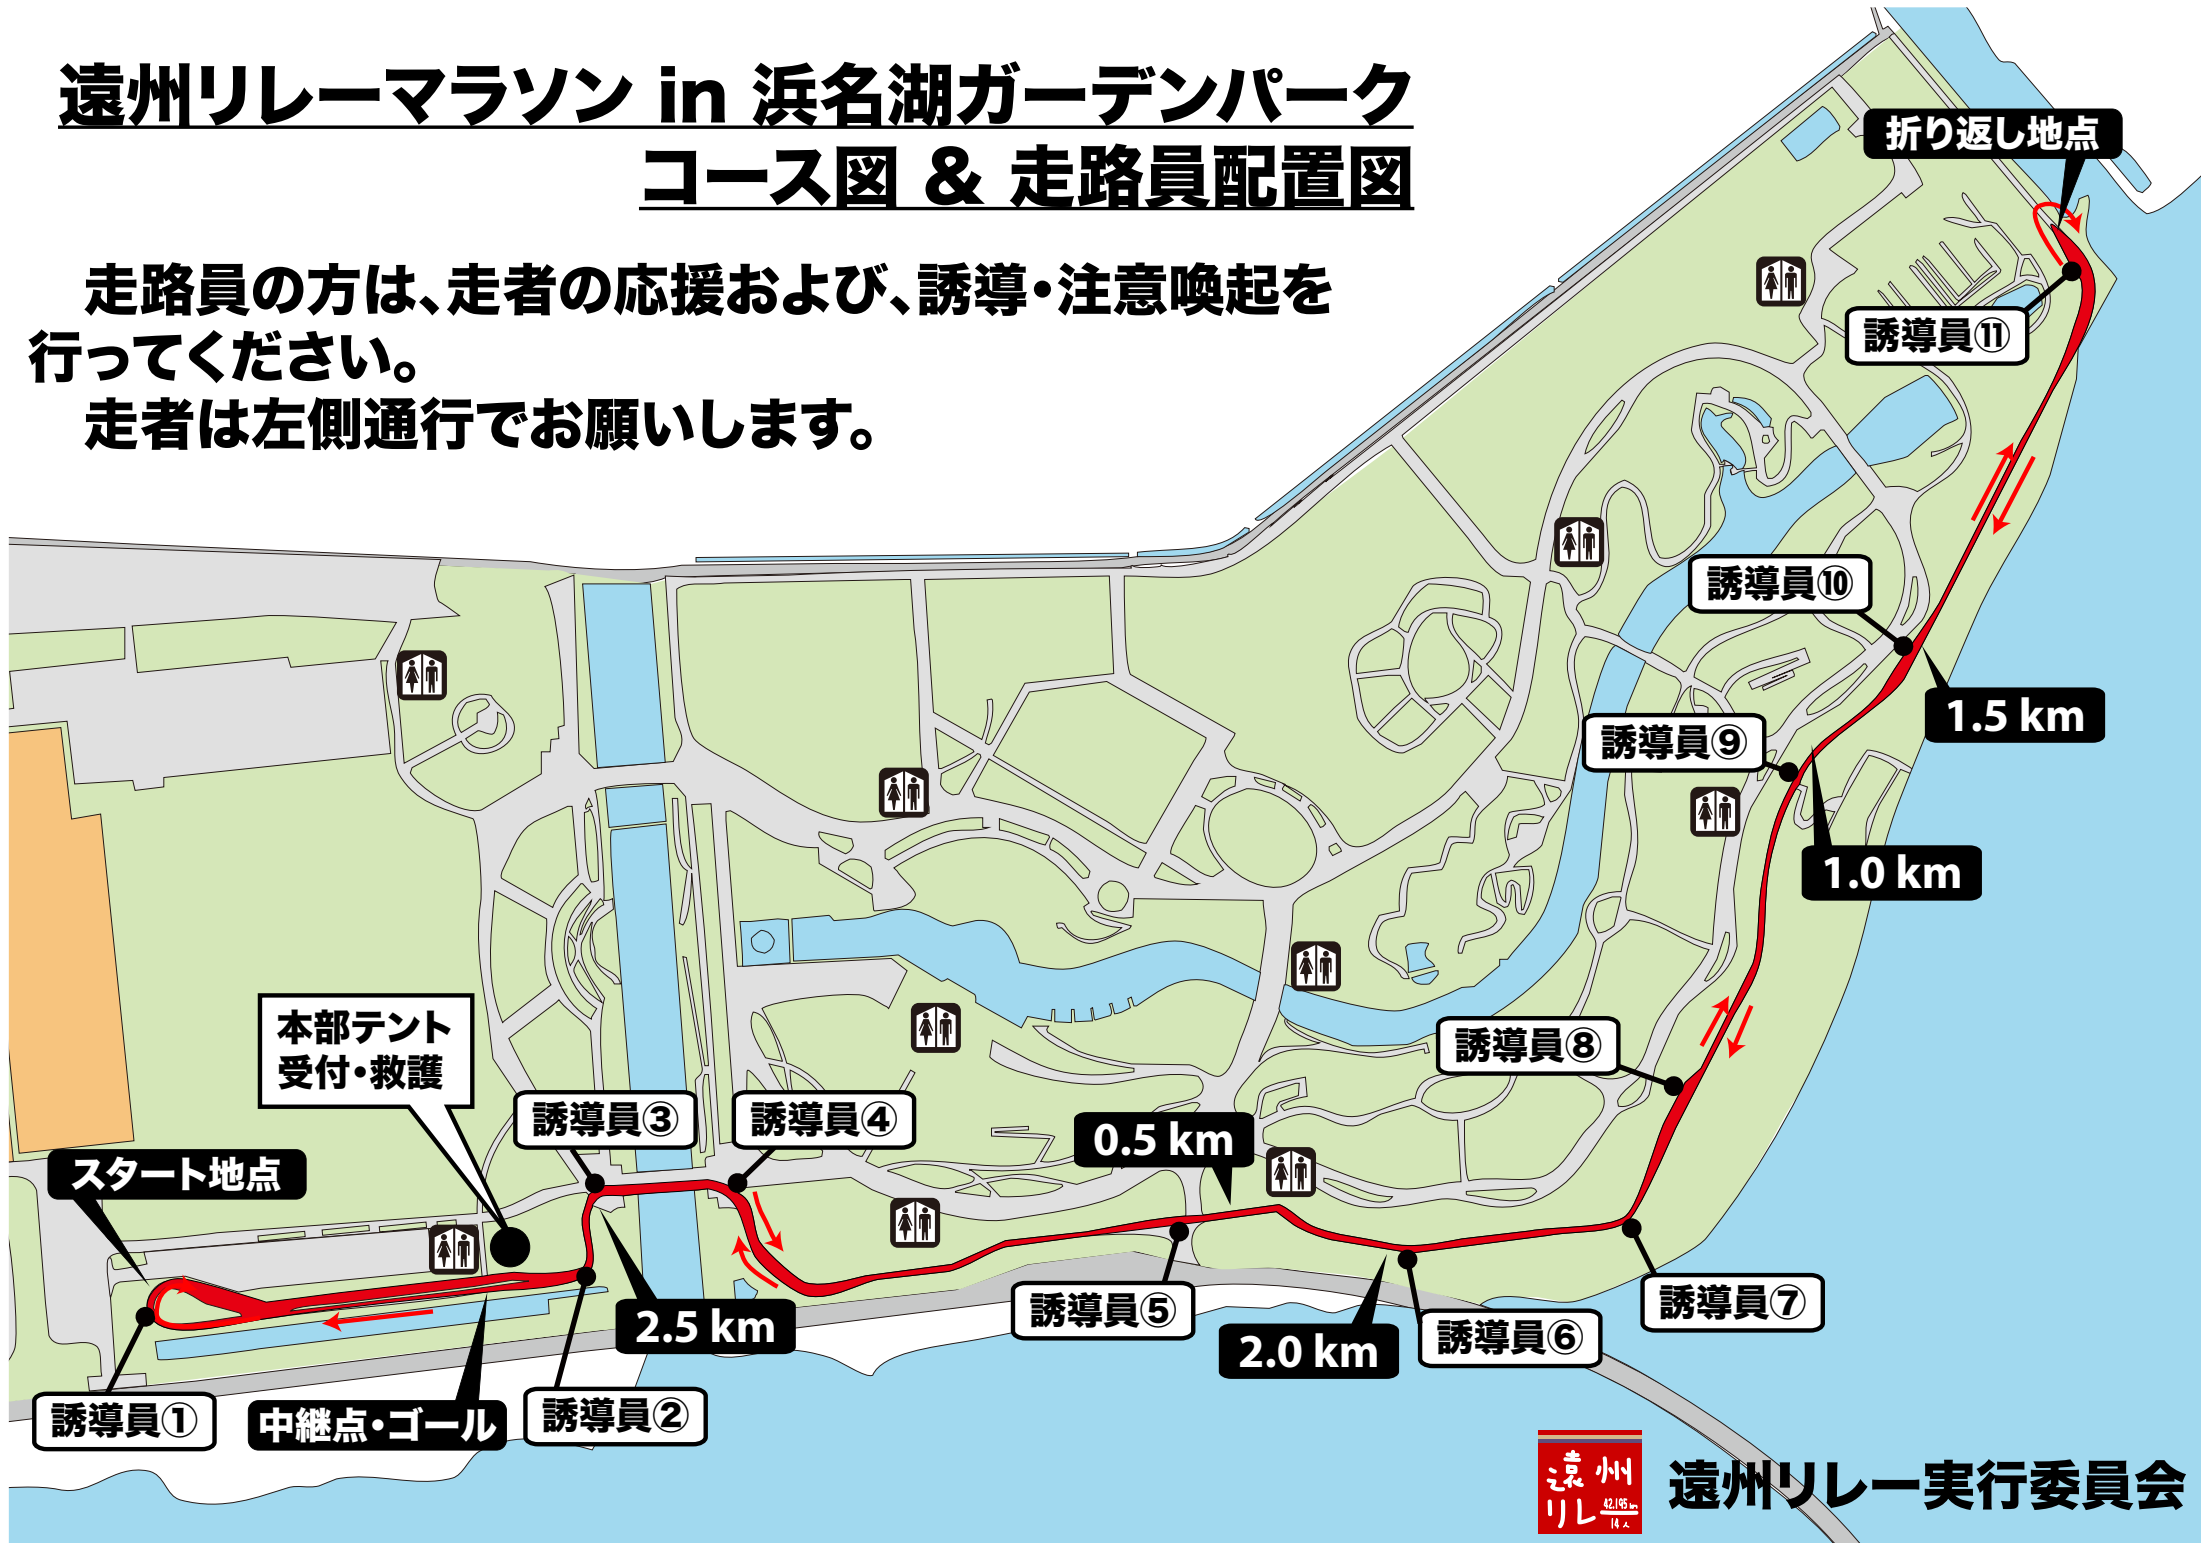 遠州リレーマラソン in 浜名湖ガーデンパーク
コース図 & 走路員配置図
走路員の方は、走者の応援および、誘導・注意喚起を
行ってください。
走者は左側通行でお願いします。
折り返し地点
誘導員⑪
誘導員⑩
1.5 km
誘導員⑨
1.0 km
誘導員⑧
本部テント
受付・救護
誘導員③
誘導員④
0.5 km
スタート地点
誘導員⑤
誘導員⑦
2.5 km
2.0 km
誘導員⑥
誘導員①
中継点・ゴール
誘導員②
遠州
リレー
42.195 km
14人
遠州リレー実行委員会